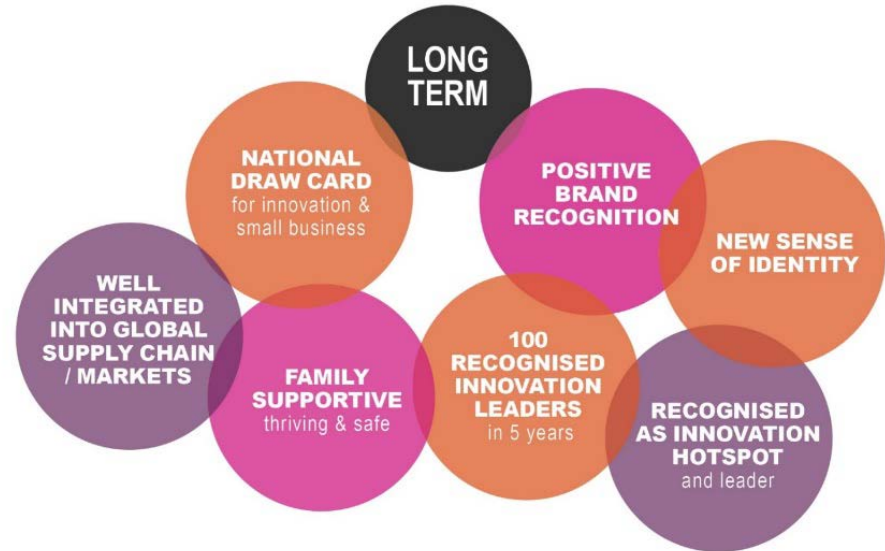 LONG
TERM
NATIONAL
DRAW CARD
for innovation &
small business
POSITIVE
BRAND
RECOGNITION
NEW SENSE
OF IDENTITY
WELL
INTEGRATED
INTO GLOBAL
SUPPLY CHAIN
/ MARKETS
FAMILY
SUPPORTIVE
thriving & safe
100
RECOGNISED
INNOVATION
LEADERS
in 5 years
RECOGNISED
AS INNOVATION
HOTSPOT
and leader